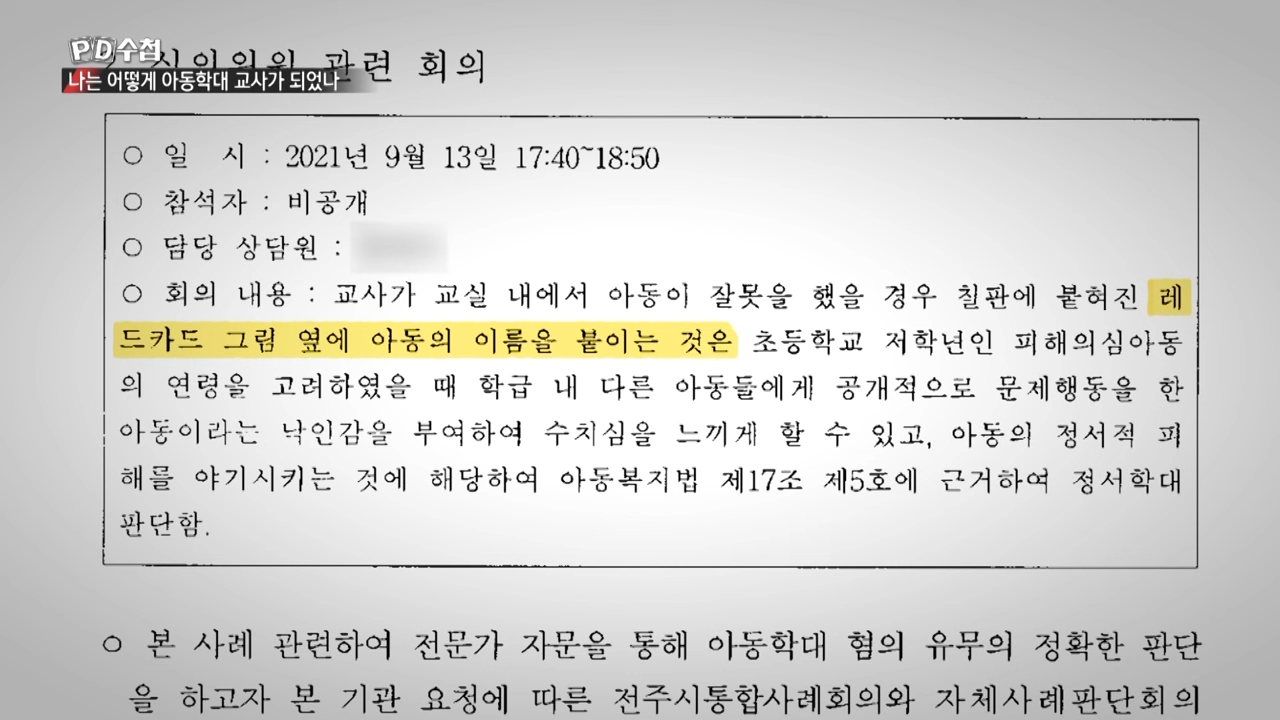 PD수첩
나는 어떻게 아동학대 교사가 되었나
관련 회의
○ 일 시 : 2021년 9월 13일 17:40~18:50
○ 참석자 : 비공개
○ 담당 상담원 :
○ 회의 내용 : 교사가 교실 내에서 아동이 잘못을 했을 경우 칠판에 붙혀진 레
드카드 그림 옆에 아동의 이름을 붙이는 것은 초등학교 저학년인 피해의심아동
의 연령을 고려하였을 때 학급 내 다른 아동들에게 공개적으로 문제행동을 한
아동이라는 낙인감을 부여하여 수치심을 느끼게 할 수 있고, 아동의 정서적 피
해를 야기시키는 것에 해당하여 아동복지법 제17조 제5호에 근거하여 정서학대
판단함.
○ 본 사례 관련하여 전문가 자문을 통해 아동학대 혐의 유무의 정확한 판단
을 하고자 본 기관 요청에 따른 전주시통합사례회의와 자체사례판단회의